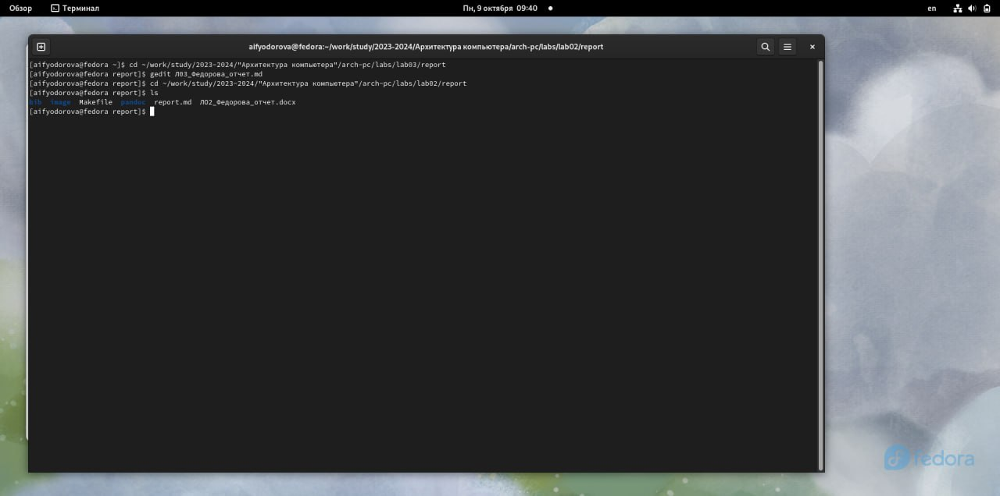 Обзор Терминал Пн, 9 октября 09:40 en
aifyodorova@fedora:~/work/study/2023-2024/Архитектура компьютера/arch-pc/labs/lab02/report
[aifyodorova@fedora ~]$ cd ~/work/study/2023-2024/"Архитектура компьютера"/arch-pc/labs/lab03/report
[aifyodorova@fedora report]$ gedit Л03_Федорова_отчет.md
[aifyodorova@fedora report]$ cd ~/work/study/2023-2024/"Архитектура компьютера"/arch-pc/labs/lab02/report
[aifyodorova@fedora report]$ ls
bib image Makefile pandoc report.md ЛО2_Федорова_отчет.docx
[aifyodorova@fedora report]$
fedora